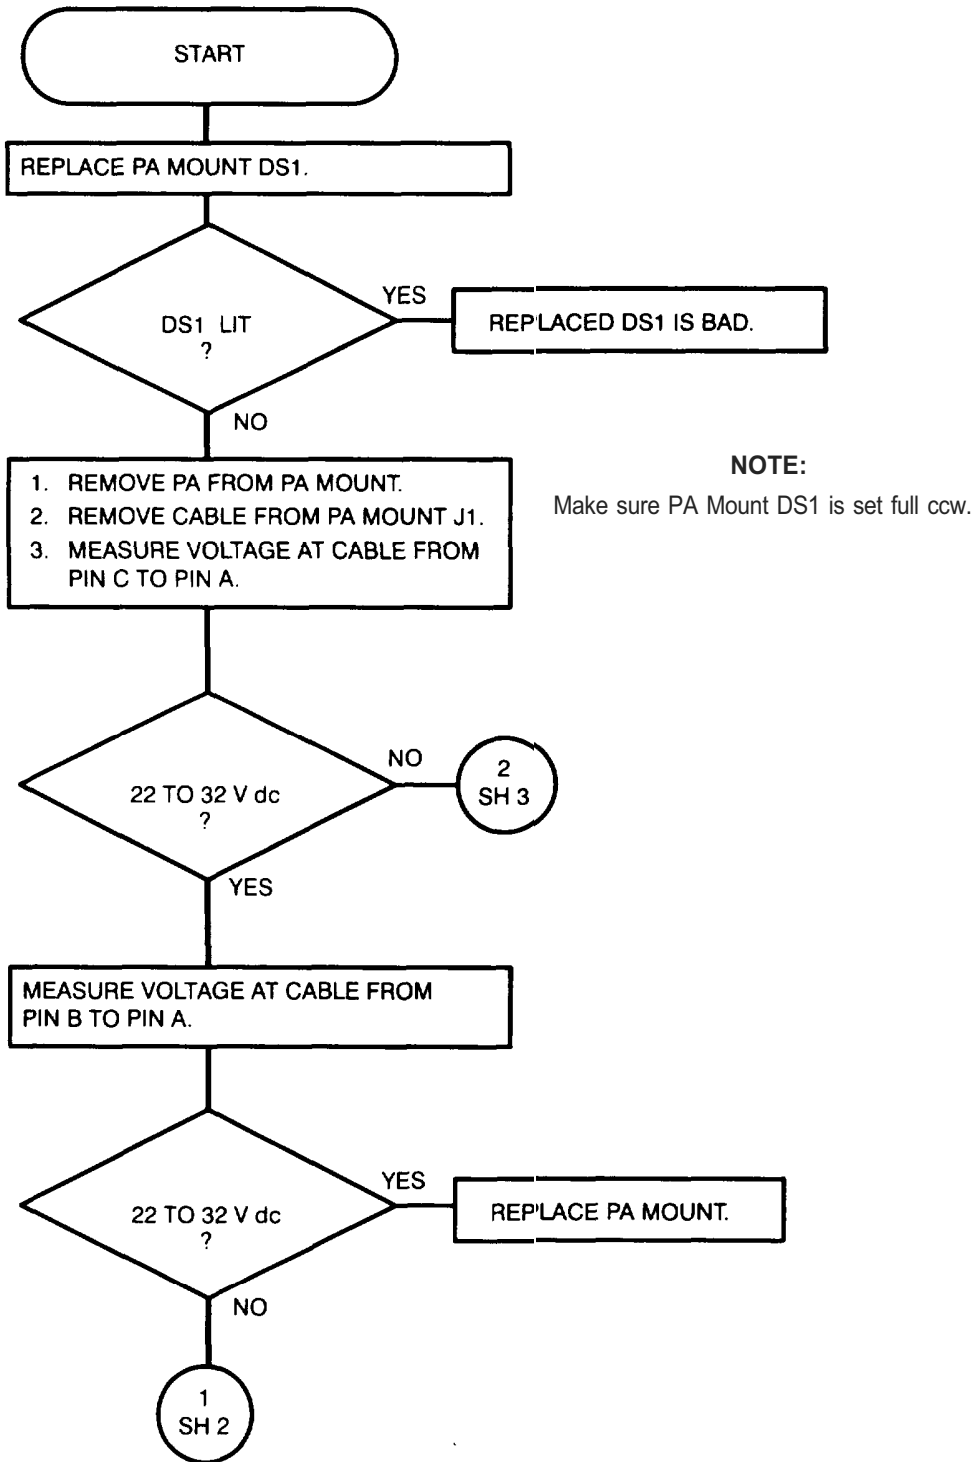 START
REPLACE PA MOUNT DS1.
DS1 LIT
?
YES
REPLACED DS1 IS BAD.
NO
1. REMOVE PA FROM PA MOUNT.
2. REMOVE CABLE FROM PA MOUNT J1.
3. MEASURE VOLTAGE AT CABLE FROM
PIN C TO PIN A.
NOTE:
Make sure PA Mount DS1 is set full ccw.
22 TO 32 V dc
?
NO
2
SH 3
YES
MEASURE VOLTAGE AT CABLE FROM
PIN B TO PIN A.
22 TO 32 V dc
?
YES
REPLACE PA MOUNT.
NO
1
SH 2